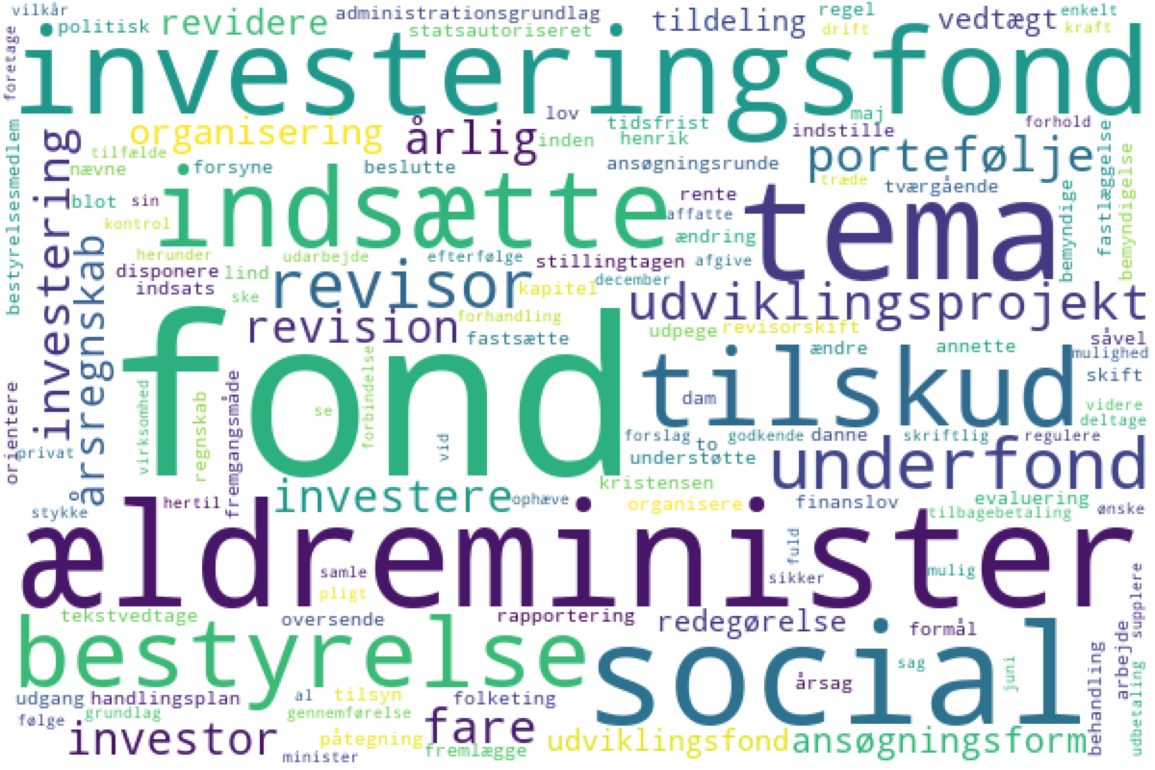 vilkår
politisk
revidere
administrationsgrundlag
statsautoriseret
tildeling
regel
drift
vedtægt
enkelt
kraft
foretage
investeringsfond
bestyrelsesmedlem
investering
organisering
årlig
lov
inden
tidsfrist
henrik
maj
indstille
forhold
tilfælde
nævne
forsyne
beslutte
ansøgningsrunde
portefølje
fastlæggelse
bemyndigelse
blot
sin
kontrol
indsætte
rente
affatte
ændring
træde
tværgående
tema
bemyndige
herunder
udarbejde
efterfølge
stillingtagen
afgive
disponere
lind
indsats
ske
revisor
kapitel
december
udviklingsprojekt
årsregnskab
revision
forhandling
fastsætte
udpege
revisorskift
såvel
fond
ændre
annette
mulighed
tilskud
skift
orientere
virksomhed
regnskab
fremgangsmåde
se
forbindelse
vid
dam
videre
deltage
privat
forslag
to
godkende
danne
skriftlig
regulere
understøtte
underfond
kristensen
hertil
investere
ophæve
organisere
finanslov
evaluering
tilbagebetaling
ønske
stykke
ældreminister
samle
pligt
fuld
sikker
mulig
supplere
tekstvedtage
oversende
rapportering
redegørelse
formål
bestyrelse
social
sag
årsag
juni
behandling
arbejde
udbetaling
udgang
handlingsplan
al
tilsyn
folketing
følge
grundlag
gennemførelse
investor
påtegning
fare
fremlægge
minister
udviklingsfond
ansøgningsform